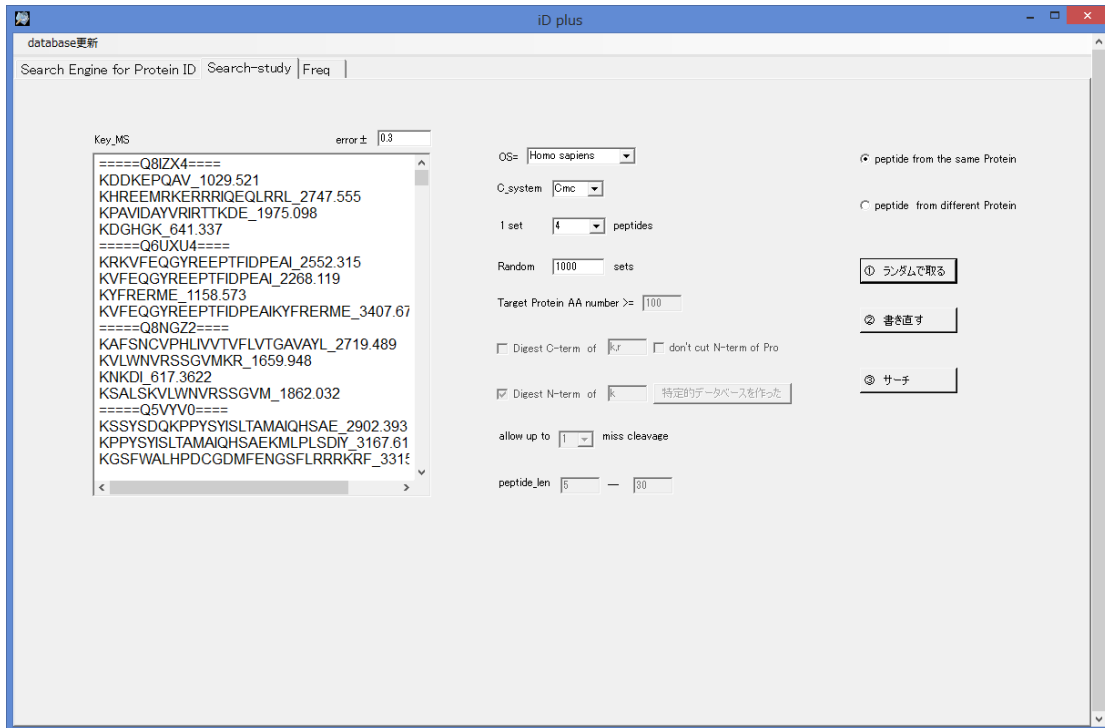 iD plus
database更新
Search Engine for Protein ID Search-study Freq
Key_MS error± 0.3
=====Q8IZX4====
KDDKEPQAV_1029.521
KHREEMRKERRRIQEQLRRL_2747.555
KPAVIDAYVRIRTTKDE_1975.098
KDGHGK_641.337
=====Q6UXU4====
KRKVFEQGYREEPTFIDPEAI_2552.315
KVFEQGYREEPTFIDPEAI_2268.119
KYFRERME_1158.573
KVFEQGYREEPTFIDPEAIKYFRERME_3407.67
=====Q8NGZ2====
KAFSNCVPHLIVVTVFLVTGAVAYL_2719.489
KVLWNVRSSGVMKR_1659.948
KNKDI_617.3622
KSALSKVLWNVRSSGVM_1862.032
=====Q5VYV0====
KSSYSDQKPPYSYISLTAMAIQHSAE_2902.393
KPPYSYISLTAMAIQHSAEKMLPLSDIY_3167.61
KGSFWALHPDCGDMFENGSFLRRRKRF_3315
OS= Homo sapiens
C_system Cmc
1 set 4 peptides
Random 1000 sets
Target Protein AA number >= 100
Digest C-term of k,r don't cut N-term of Pro
Digest N-term of k 特定的データベースを作った
allow up to 1 miss cleavage
peptide_len 5 — 30
peptide from the same Protein
peptide from different Protein
① ランダムで取る
② 書き直す
③ サーチ